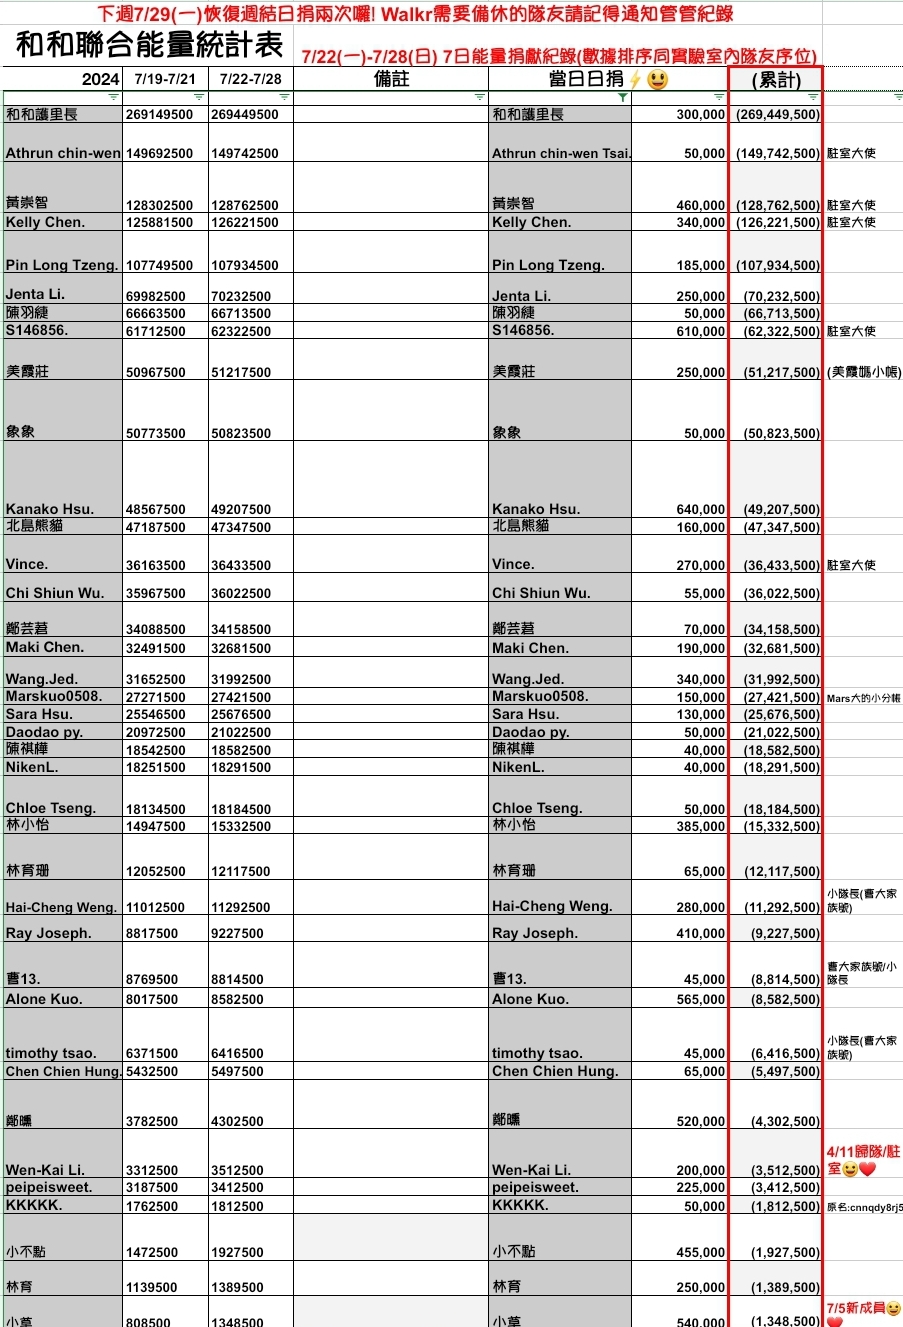 下週7/29(一)恢復週結日捐兩次囉! Walkr需要備休的隊友請記得通知管管紀錄
和和聯合能量統計表
7/22(一)-7/28(日) 7日能量捐獻紀錄(數據排序同實驗室內隊友序位)
2024 7/19-7/21 7/22-7/28 備註 當日日捐⚡😃 (累計)
和和護里長 269149500 269449500 和和護里長 300,000 (269,449,500)
Athrun chin-wen 149692500 149742500 Athrun chin-wen Tsai. 50,000 (149,742,500) 駐室大使
黃崇智 128302500 128762500 黃崇智 460,000 (128,762,500) 駐室大使
Kelly Chen. 125881500 126221500 Kelly Chen. 340,000 (126,221,500) 駐室大使
Pin Long Tzeng. 107749500 107934500 Pin Long Tzeng. 185,000 (107,934,500)
Jenta Li. 69982500 70232500 Jenta Li. 250,000 (70,232,500)
陳羽緁 66663500 66713500 陳羽緁 50,000 (66,713,500)
S146856. 61712500 62322500 S146856. 610,000 (62,322,500) 駐室大使
美霞莊 50967500 51217500 美霞莊 250,000 (51,217,500) (美霞媽小帳)
象象 50773500 50823500 象象 50,000 (50,823,500)
Kanako Hsu. 48567500 49207500 Kanako Hsu. 640,000 (49,207,500)
北島熊貓 47187500 47347500 北島熊貓 160,000 (47,347,500)
Vince. 36163500 36433500 Vince. 270,000 (36,433,500) 駐室大使
Chi Shiun Wu. 35967500 36022500 Chi Shiun Wu. 55,000 (36,022,500)
鄭芸莙 34088500 34158500 鄭芸莙 70,000 (34,158,500)
Maki Chen. 32491500 32681500 Maki Chen. 190,000 (32,681,500)
Wang.Jed. 31652500 31992500 Wang.Jed. 340,000 (31,992,500)
Marskuo0508. 27271500 27421500 Marskuo0508. 150,000 (27,421,500) Mars大的小分帳
Sara Hsu. 25546500 25676500 Sara Hsu. 130,000 (25,676,500)
Daodao py. 20972500 21022500 Daodao py. 50,000 (21,022,500)
陳祺樺 18542500 18582500 陳祺樺 40,000 (18,582,500)
NikenL. 18251500 18291500 NikenL. 40,000 (18,291,500)
Chloe Tseng. 18134500 18184500 Chloe Tseng. 50,000 (18,184,500)
林小怡 14947500 15332500 林小怡 385,000 (15,332,500)
林育珊 12052500 12117500 林育珊 65,000 (12,117,500)
Hai-Cheng Weng. 11012500 11292500 Hai-Cheng Weng. 280,000 (11,292,500) 小隊長(曹大家族號)
Ray Joseph. 8817500 9227500 Ray Joseph. 410,000 (9,227,500)
曹13. 8769500 8814500 曹13. 45,000 (8,814,500) 曹大家族號/小隊長
Alone Kuo. 8017500 8582500 Alone Kuo. 565,000 (8,582,500)
timothy tsao. 6371500 6416500 timothy tsao. 45,000 (6,416,500) 小隊長(曹大家族號)
Chen Chien Hung. 5432500 5497500 Chen Chien Hung. 65,000 (5,497,500)
鄭曛 3782500 4302500 鄭曛 520,000 (4,302,500)
Wen-Kai Li. 3312500 3512500 Wen-Kai Li. 200,000 (3,512,500) 4/11歸隊/駐室😉❤️
peipeisweet. 3187500 3412500 peipeisweet. 225,000 (3,412,500)
KKKKK. 1762500 1812500 KKKKK. 50,000 (1,812,500) 原名:cnnqdy8rj5
小不點 1472500 1927500 小不點 455,000 (1,927,500)
林育 1139500 1389500 林育 250,000 (1,389,500)
小草 808500 1348500 小草 540,000 (1,348,500) 7/5新成員😉❤️